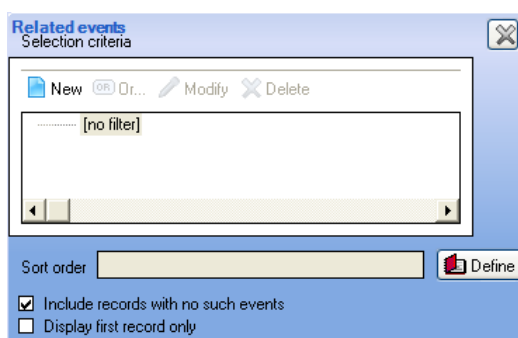 Related events
Selection criteria
New OR Or... Modify Delete
[no filter]
Sort order Define
Include records with no such events
Display first record only